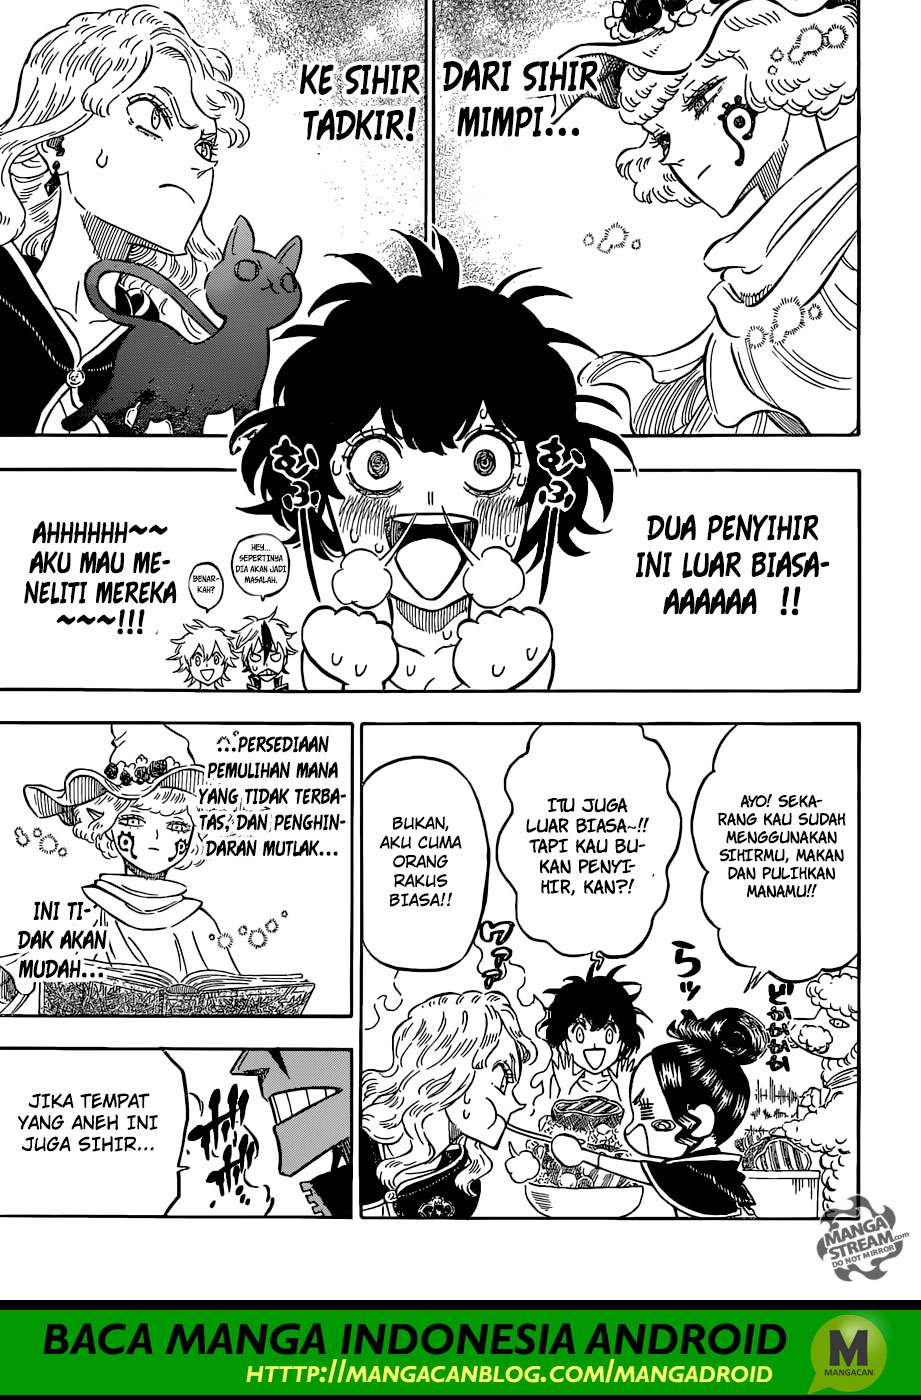 DARI SIHIR
MIMPI...
KE SIHIR
TADKIR!
DUA PENYIHIR
INI LUAR BIASA-
AAAAAA !!
むふ
むふ
HEY...
SEPERTINYA
DIA AKAN JADI
MASALAH.
BENAR-
KAH?
AHHHHHH~~
AKU MAU ME-
NELITI MEREKA
~~~!!!
AYO! SEKA-
RANG KAU SUDAH
MENGGUNAKAN
SIHIRMU, MAKAN
DAN PULIHKAN
MANAMU!!
ITU JUGA
LUAR BIASA~!!
TAPI KAU BU-
KAN PENYI-
HIR, KAN?!
BUKAN,
AKU CUMA
ORANG
RAKUS
BIASA!!
...PERSEDIAAN
PEMULIHAN MANA
YANG TIDAK TERBA-
TAS, DAN PENGHIN-
DARAN MUTLAK...
INI TI-
DAK AKAN
MUDAH...
JIKA TEMPAT
YANG ANEH INI
JUGA SIHIR...
MANGA
STREAM.com
DO NOT MIRROR
BACA MANGA INDONESIA ANDROID
HTTTP://MANGACANBLOG.COM/MANGADROID
M
MANGACAN